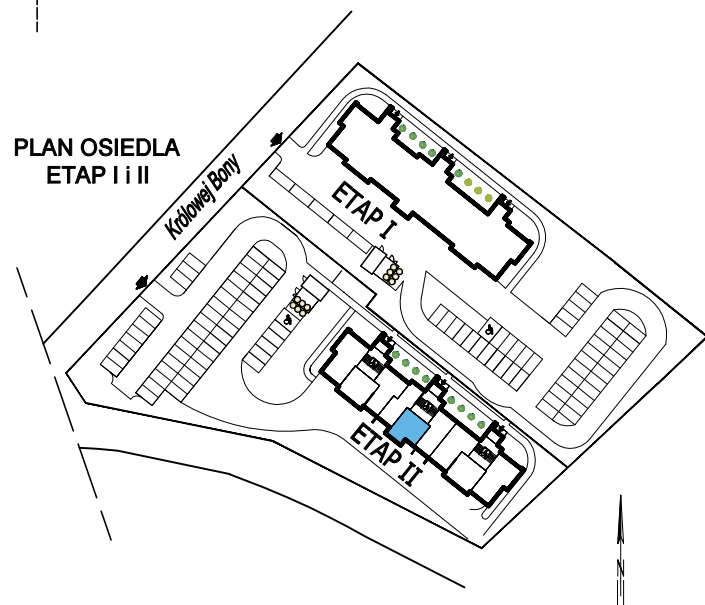 PLAN OSIEDLA
ETAP I i II
Królowej Bony
ETAP I
ETAP II
N